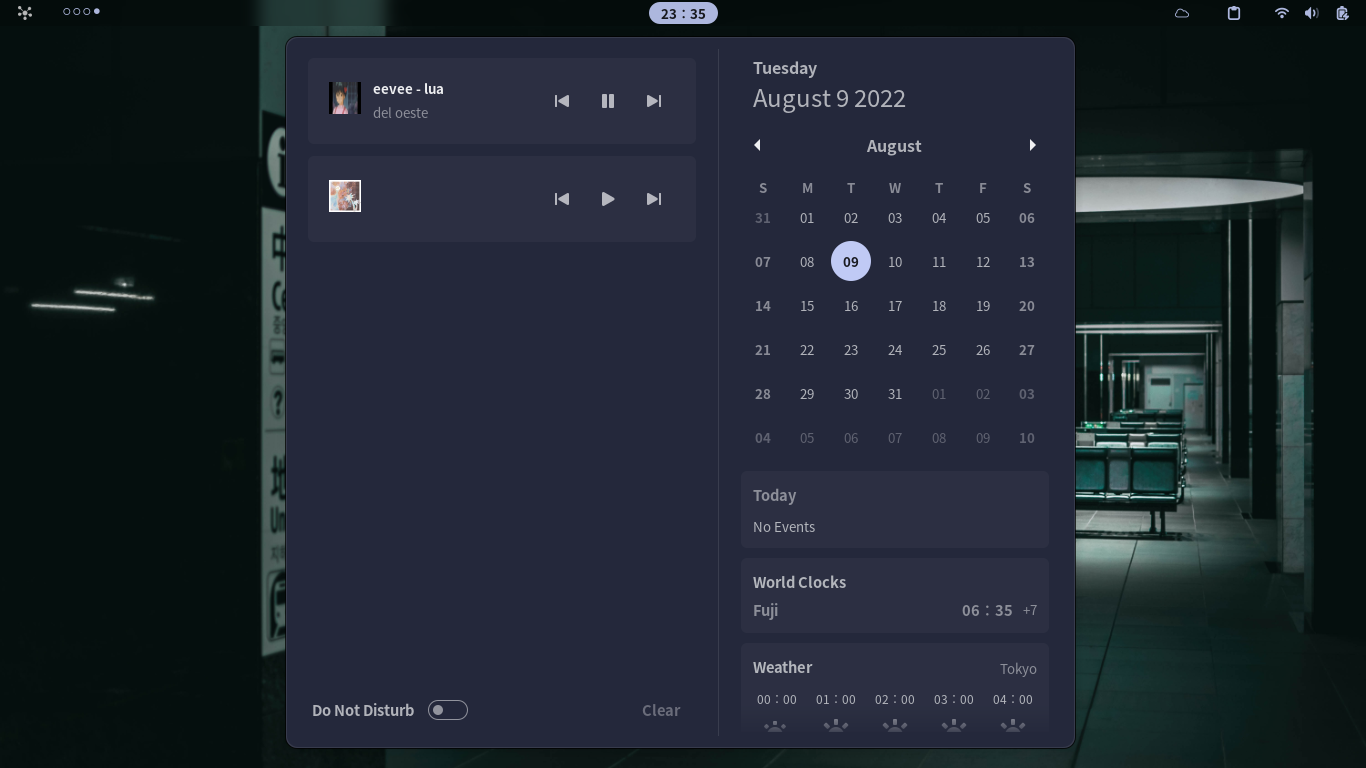 23 : 35
eevee - lua
del oeste
Do Not Disturb
Clear
Tuesday
August 9 2022
August
S M T W T F S
31 01 02 03 04 05 06
07 08 09 10 11 12 13
14 15 16 17 18 19 20
21 22 23 24 25 26 27
28 29 30 31 01 02 03
04 05 06 07 08 09 10
Today
No Events
World Clocks
Fuji 06 : 35 +7
Weather Tokyo
00 : 00 01 : 00 02 : 00 03 : 00 04 : 00
i
中
Ce
?
地
Un